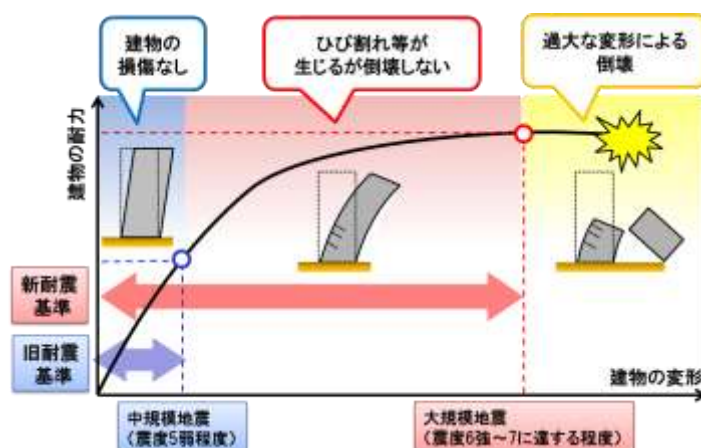 建物の
損傷なし
ひび割れ等が
生じるが倒壊しない
過大な変形による
倒壊
建物の耐力
新耐震
基準
旧耐震
基準
建物の変形
中規模地震
（震度5弱程度）
大規模地震
（震度6強～7に達する程度）